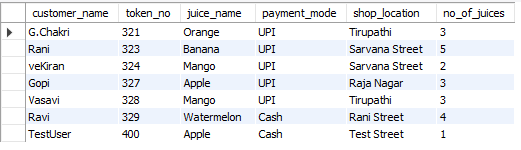 customer_name token_no juice_name payment_mode shop_location no_of_juices
G.Chakri 321 Orange UPI Tirupathi 3
Rani 323 Banana UPI Sarvana Street 5
veKiran 324 Mango UPI Sarvana Street 2
Gopi 327 Apple UPI Raja Nagar 3
Vasavi 328 Mango UPI Tirupathi 3
Ravi 329 Watermelon Cash Rani Street 4
TestUser 400 Apple Cash Test Street 1